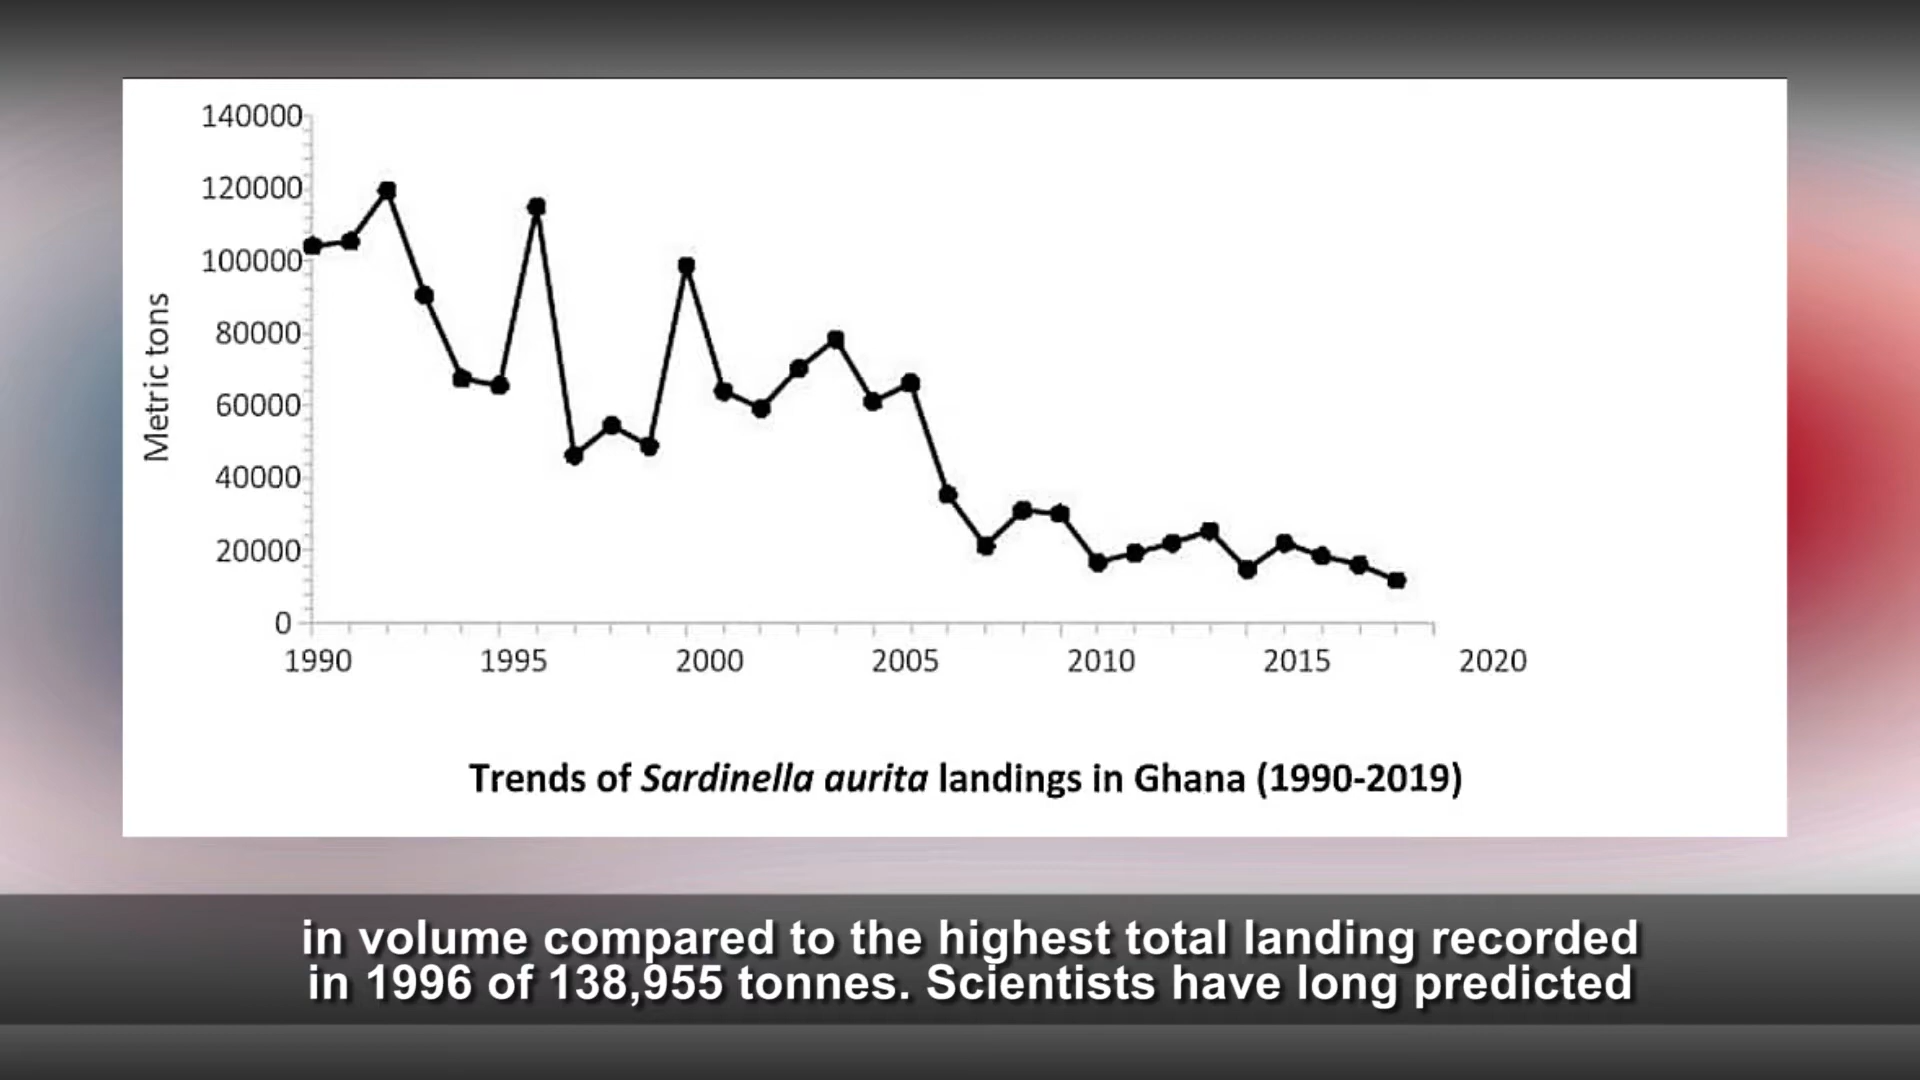 140000
120000
100000
80000
60000
40000
20000
0
Metric tons
1990 1995 2000 2005 2010 2015 2020
Trends of Sardinella aurita landings in Ghana (1990-2019)
in volume compared to the highest total landing recorded
in 1996 of 138,955 tonnes. Scientists have long predicted